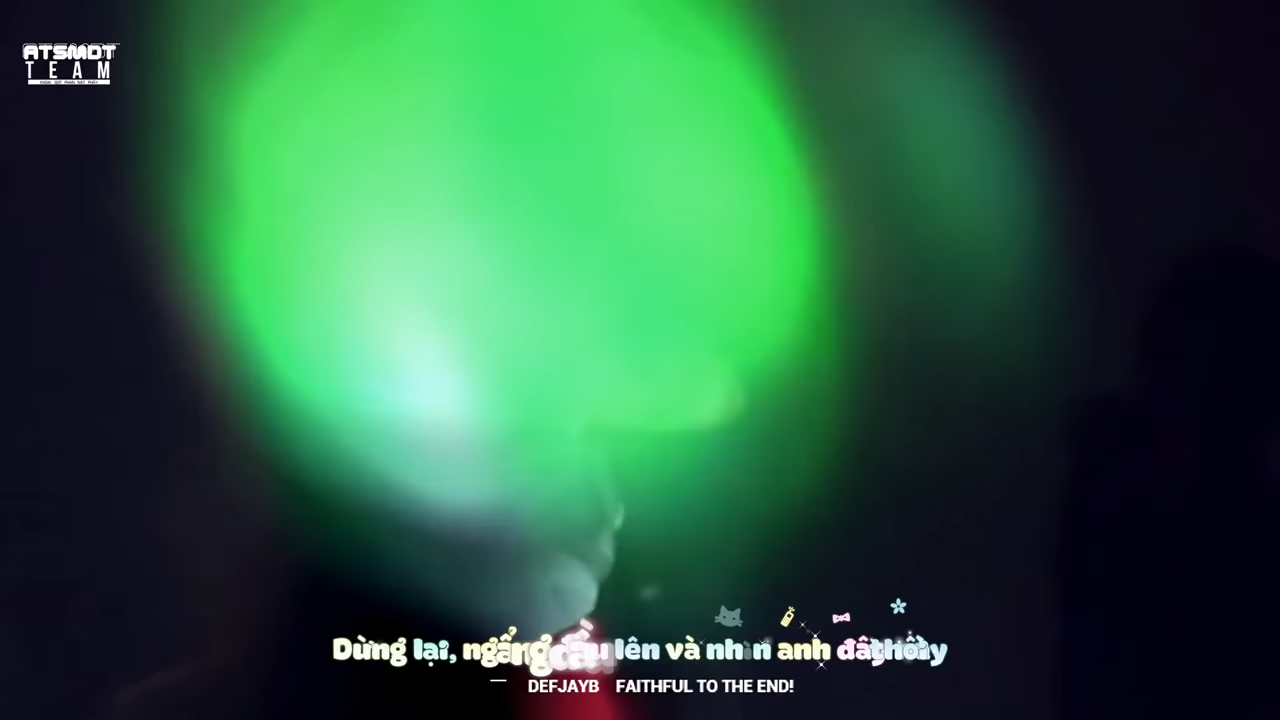 ATSMDT
TEAM
Dừng lại, ngẩng đầu lên và nhìn anh đây
— DEFJAYB FAITHFUL TO THE END!